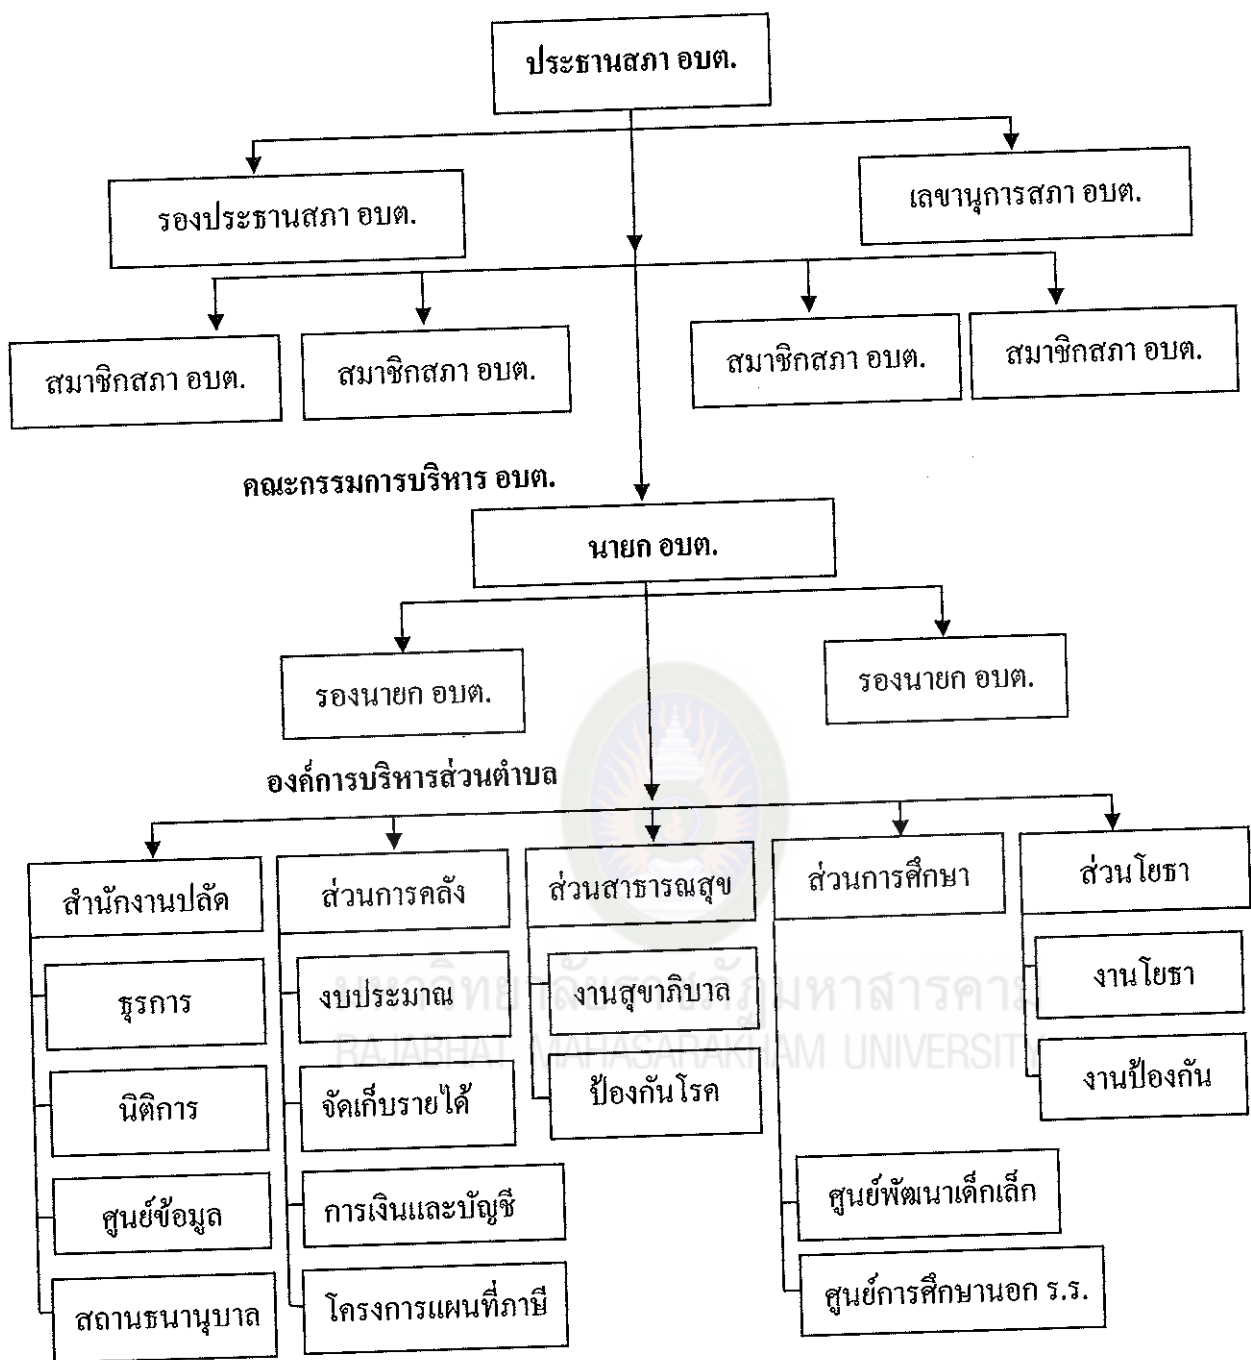 ประธานสภา อบต.
รองประธานสภา อบต.
เลขานุการสภา อบต.
สมาชิกสภา อบต.
สมาชิกสภา อบต.
สมาชิกสภา อบต.
สมาชิกสภา อบต.
คณะกรรมการบริหาร อบต.
นายก อบต.
รองนายก อบต.
รองนายก อบต.
องค์การบริหารส่วนตำบล
สำนักงานปลัด
ส่วนการคลัง
ส่วนสาธารณสุข
ส่วนการศึกษา
ส่วนโยธา
ธุรการ
งบประมาณ
งานสุขาภิบาล
งานโยธา
มหาวิทยาลัยราชภัฏมหาสารคาม
RAJABHAT MAHASARAKHAM UNIVERSITY
นิติการ
จัดเก็บรายได้
ป้องกันโรค
งานป้องกัน
ศูนย์ข้อมูล
การเงินและบัญชี
ศูนย์พัฒนาเด็กเล็ก
สถานธนานุบาล
โครงการแผนที่ภาษี
ศูนย์การศึกษานอก ร.ร.